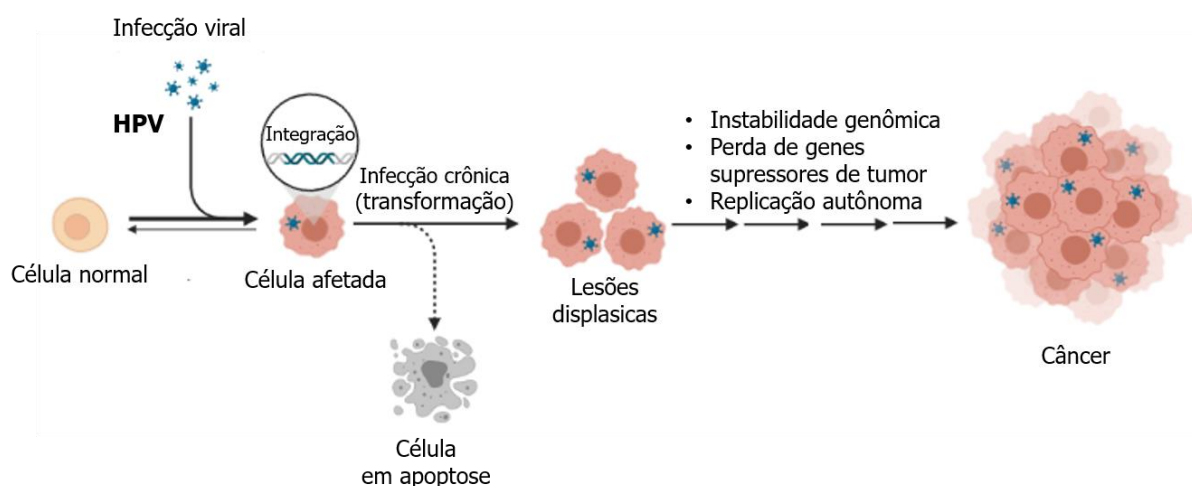 Infecção viral
HPV
Integração
Infecção crônica
(transformação)
• Instabilidade genômica
• Perda de genes
supressores de tumor
• Replicação autônoma
Célula normal
Célula afetada
Lesões
displasicas
Câncer
Célula
em apoptose